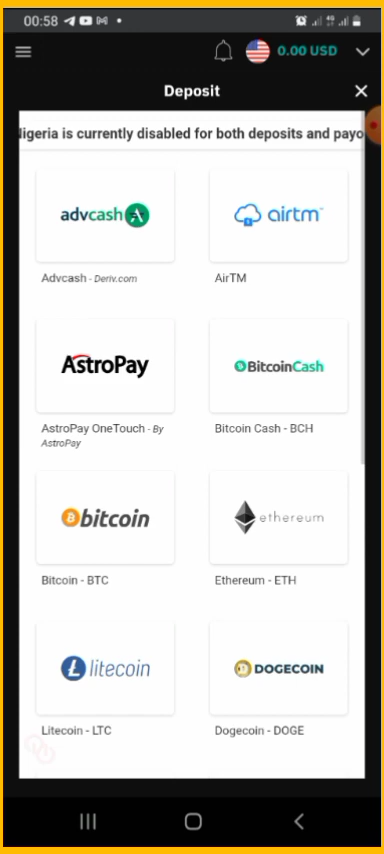 00:58
0.00 USD
Deposit
Nigeria is currently disabled for both deposits and payo
advcash
airtm
Advcash - Deriv.com
AirTM
AstroPay
BitcoinCash
AstroPay OneTouch - By
AstroPay
Bitcoin Cash - BCH
bitcoin
ethereum
Bitcoin - BTC
Ethereum - ETH
litecoin
DOGECOIN
Litecoin - LTC
Dogecoin - DOGE